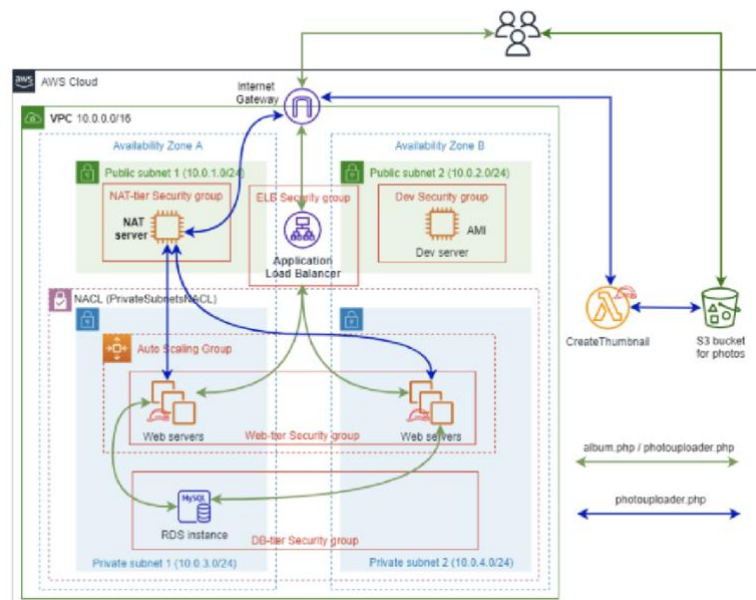 aws
AWS Cloud
Internet
Gateway
VPC 10.0.0.0/16
Availability Zone A
Availability Zone B
Public subnet 1 (10.0.1.0/24)
Public subnet 2 (10.0.2.0/24)
NAT-tier Security group
ELB Security group
Dev Security group
NAT
server
AMI
Dev server
Application
Load Balancer
NACL (PrivateSubnetsNACL)
Auto Scaling Group
CreateThumbnail
S3 bucket
for photos
Web servers
Web-tier Security group
Web servers
album.php / photouploader.php
MySQL
RDS instance
photouploader.php
DB-tier Security group
Private subnet 1 (10.0.3.0/24)
Private subnet 2 (10.0.4.0/24)